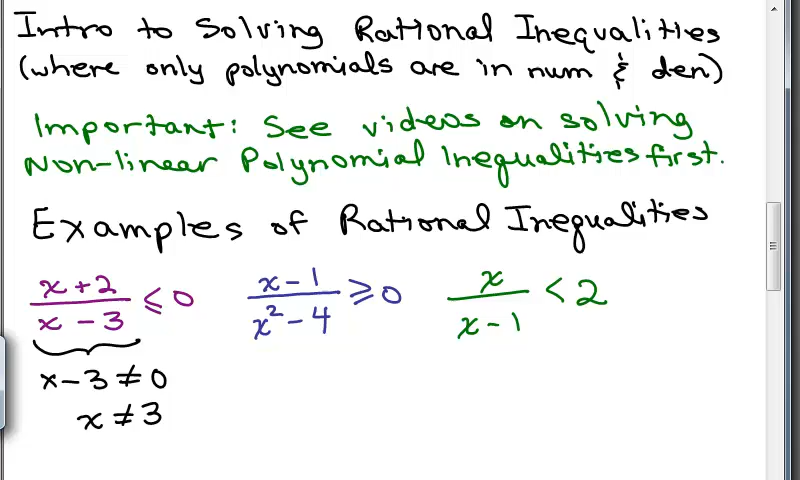 Intro to Solving Rational Inequalities
(where only polynomials are in num & den)
Important: See videos on solving
Non-linear Polynomial Inequalities first.
Examples of Rational Inequalities
x+2 / x-3 ≤ 0   x-1 / x²-4 ≥ 0   x / x-1 < 2
x-3 ≠ 0
x ≠ 3